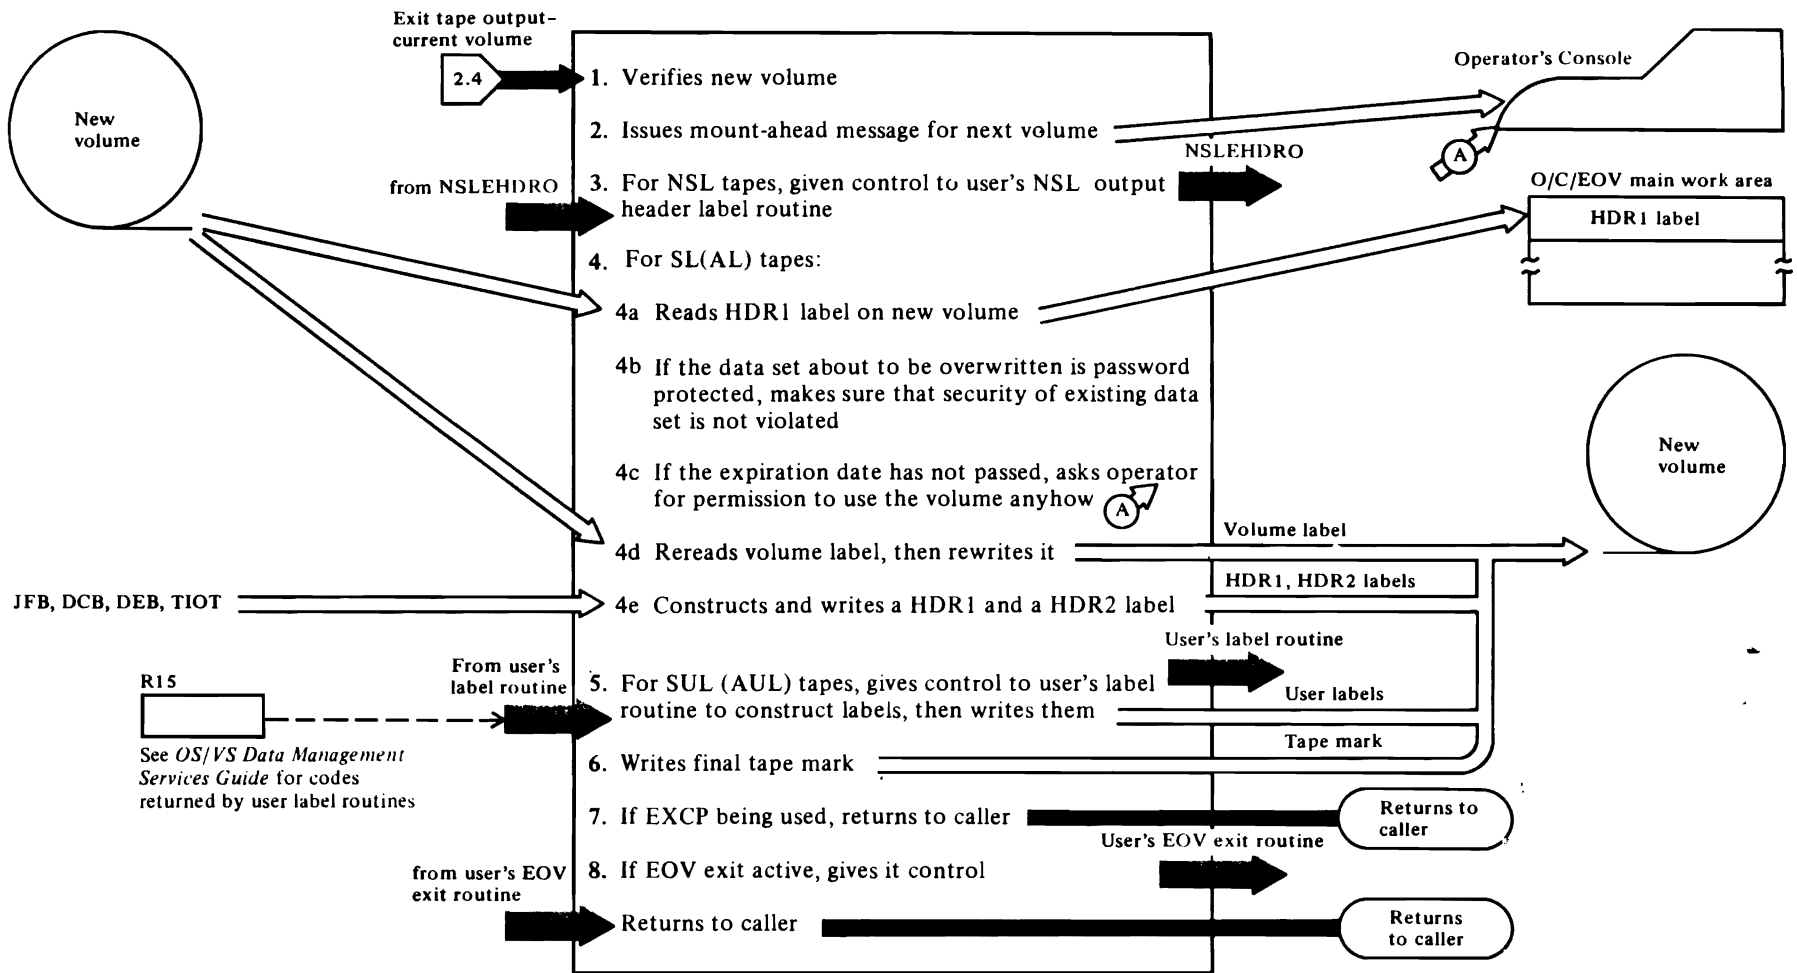 Exit tape output-
current volume
2.4
New
volume
1. Verifies new volume
Operator's Console
2. Issues mount-ahead message for next volume
A
NSLEHDRO
from NSLEHDRO
3. For NSL tapes, given control to user's NSL output
header label routine
O/C/EOV main work area
HDR1 label
4. For SL(AL) tapes:
4a Reads HDR1 label on new volume
4b If the data set about to be overwritten is password
protected, makes sure that security of existing data
set is not violated
New
volume
4c If the expiration date has not passed, asks operator
for permission to use the volume anyhow
A
Volume label
4d Rereads volume label, then rewrites it
HDR1, HDR2 labels
JFB, DCB, DEB, TIOT
4e Constructs and writes a HDR1 and a HDR2 label
User's label routine
From user's
label routine
R15
5. For SUL (AUL) tapes, gives control to user's label
routine to construct labels, then writes them
User labels
See OS/VS Data Management
Services Guide for codes
returned by user label routines
Tape mark
6. Writes final tape mark
7. If EXCP being used, returns to caller
Returns to
caller
User's EOV exit routine
from user's EOV
exit routine
8. If EOV exit active, gives it control
Returns to caller
Returns
to caller